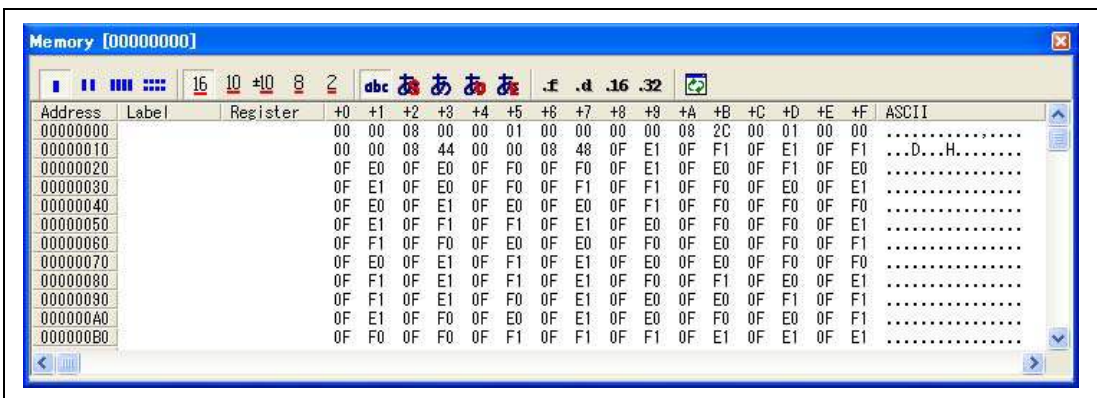 Memory [00000000]
16 10 ±10 8 2 abc あ あ あ あ .f .d .16 .32
Address Label Register +0 +1 +2 +3 +4 +5 +6 +7 +8 +9 +A +B +C +D +E +F ASCII
00000000 00 00 08 00 00 01 00 00 00 00 08 2C 00 01 00 00 ...........,....
00000010 00 00 08 44 00 00 08 48 0F E1 0F F1 0F E1 0F F1 ...D...H........
00000020 0F E0 0F E0 0F F0 0F F0 0F E1 0F E0 0F F1 0F E0 ................
00000030 0F E1 0F E0 0F F0 0F F1 0F F1 0F F0 0F E0 0F E1 ................
00000040 0F E0 0F E1 0F E0 0F E0 0F F1 0F F0 0F F0 0F F0 ................
00000050 0F E1 0F F1 0F F1 0F E1 0F E0 0F F0 0F F0 0F E1 ................
00000060 0F F1 0F F0 0F E0 0F E0 0F F0 0F E0 0F F0 0F F1 ................
00000070 0F E0 0F E1 0F F1 0F E1 0F E0 0F F0 0F F0 0F F0 ................
00000080 0F F1 0F E1 0F E1 0F E1 0F F0 0F F1 0F E0 0F E1 ................
00000090 0F F1 0F E1 0F F0 0F E1 0F E0 0F E0 0F F1 0F F1 ................
000000A0 0F E1 0F F0 0F E0 0F E1 0F E0 0F F0 0F E0 0F F1 ................
000000B0 0F F0 0F F0 0F F1 0F F1 0F F1 0F E1 0F E1 0F E1 ................